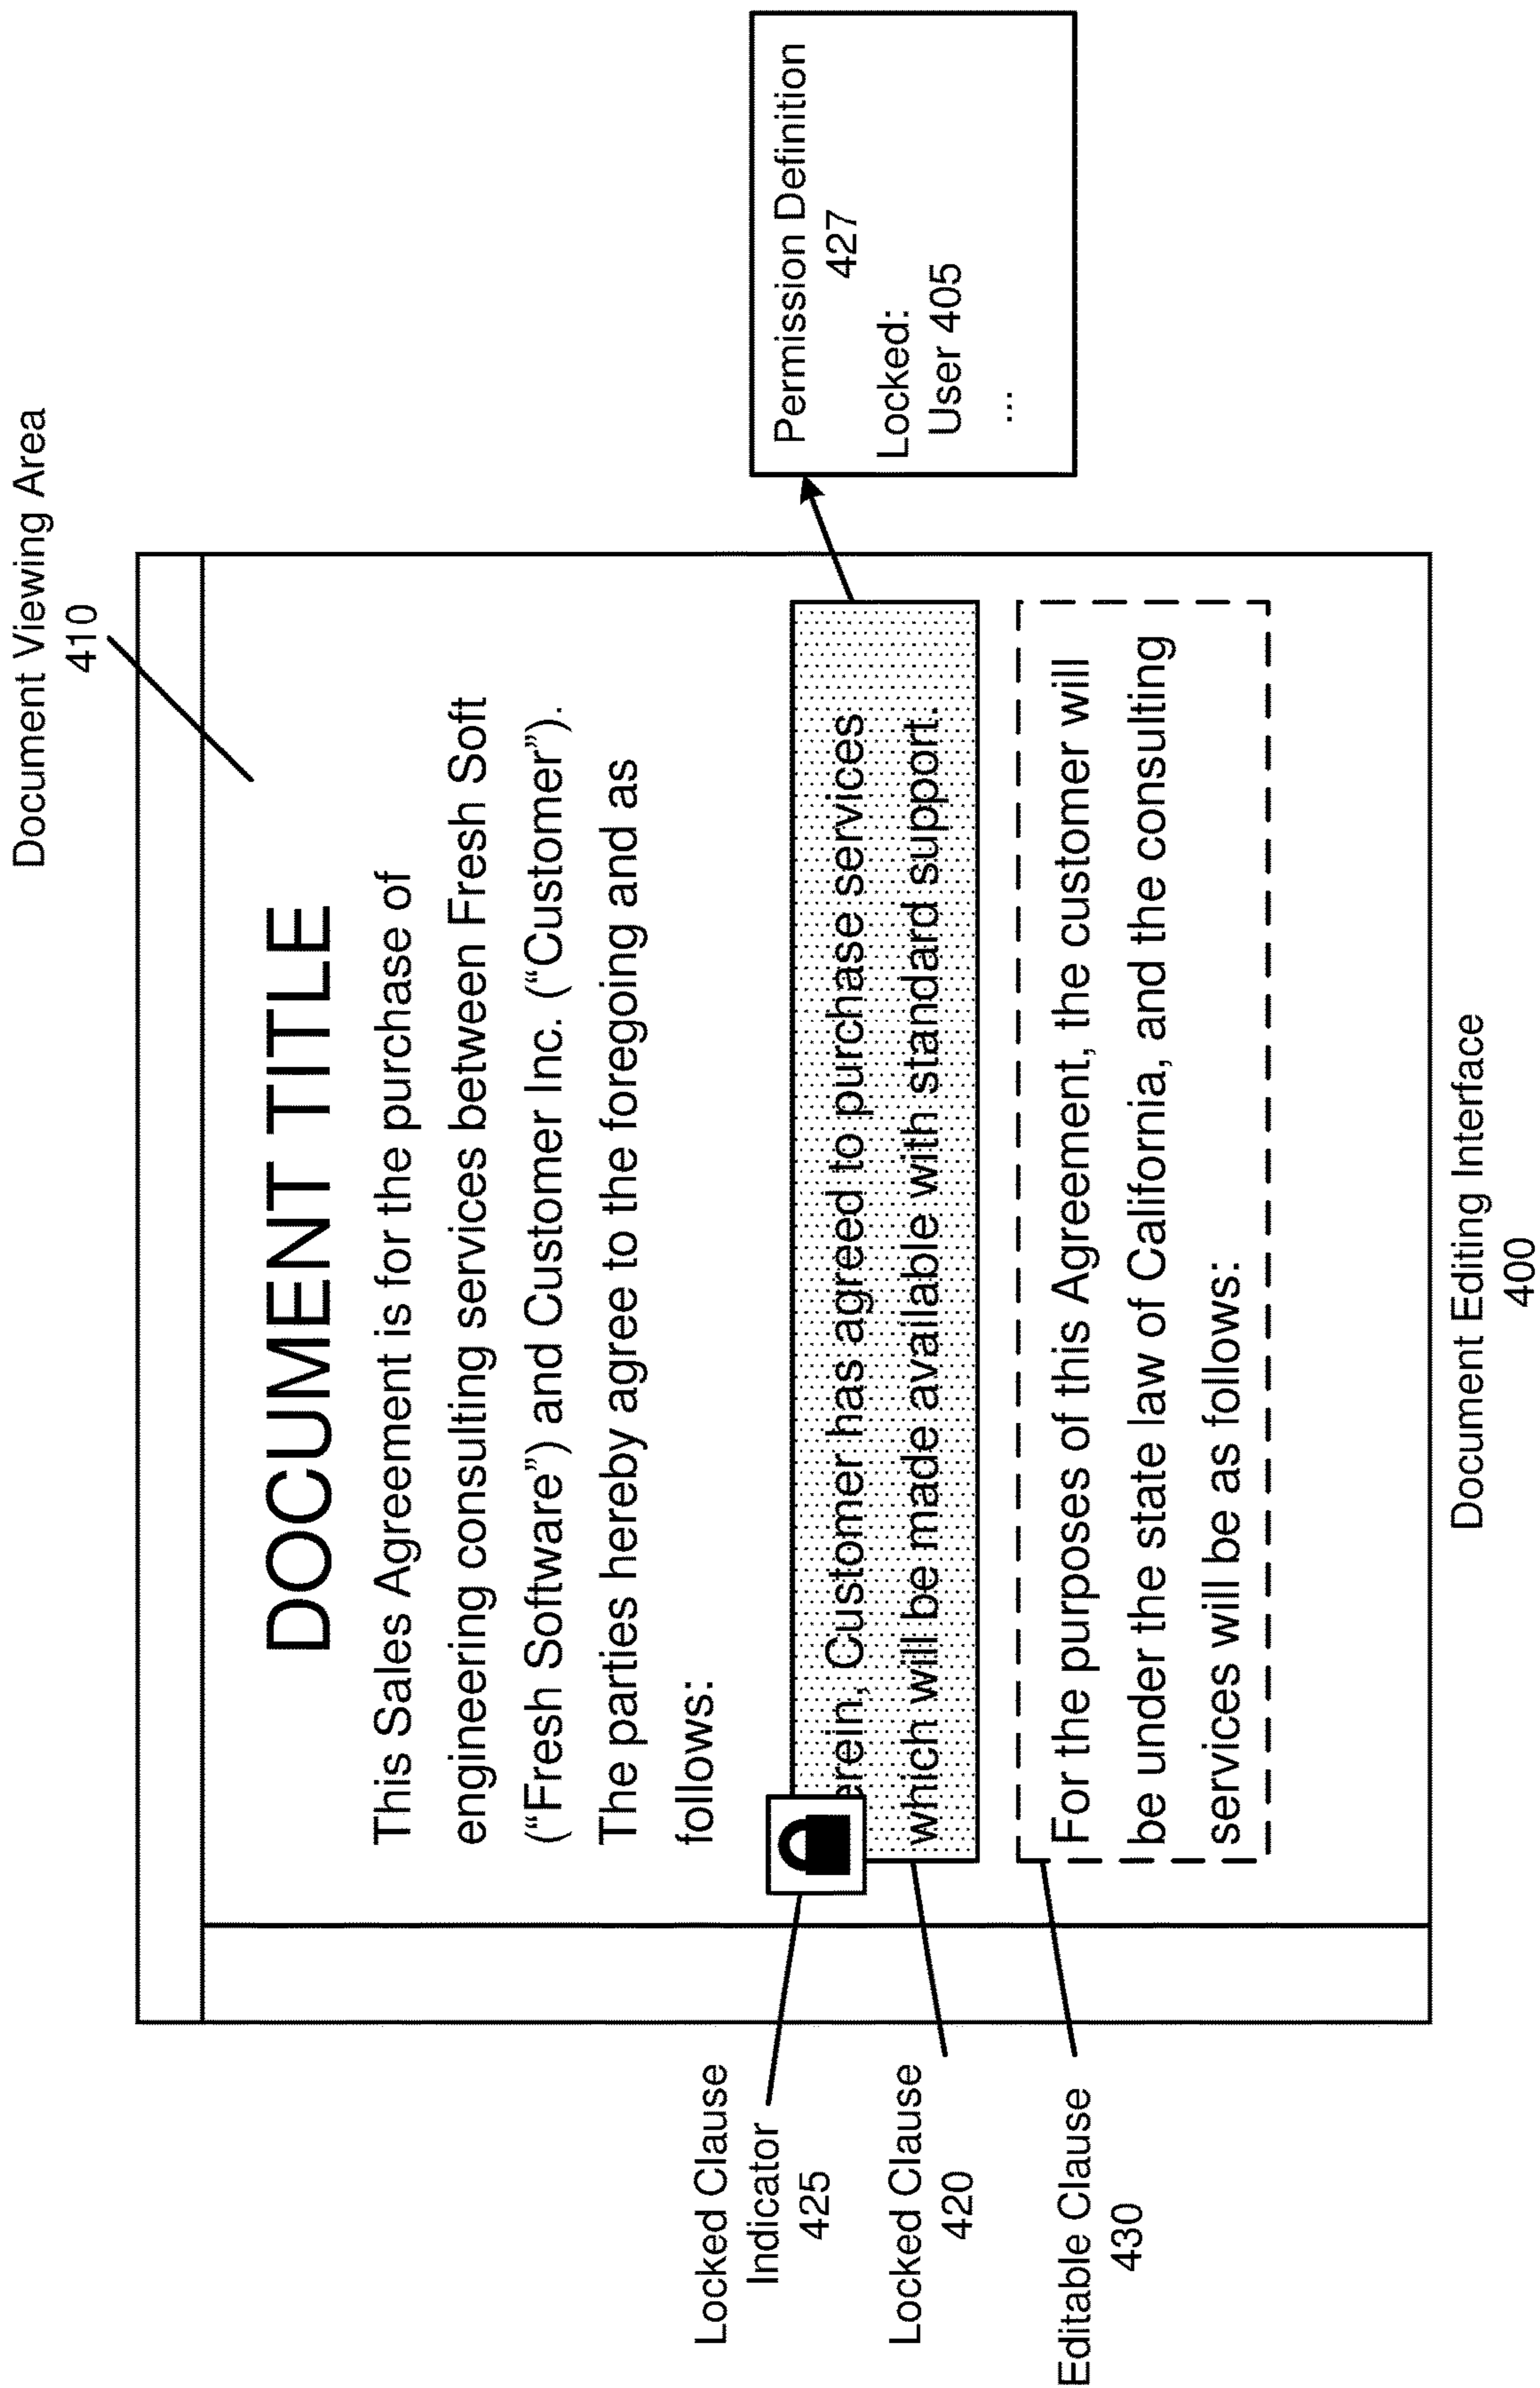 Document Viewing Area
410
DOCUMENT TITLE
This Sales Agreement is for the purchase of
engineering consulting services between Fresh Soft
(“Fresh Software”) and Customer Inc. (“Customer”).
The parties hereby agree to the foregoing and as
follows:
erein, Customer has agreed to purchase services
which will be made available with standard support.
For the purposes of this Agreement, the customer will
be under the state law of California, and the consulting
services will be as follows:
Locked Clause
Indicator
425
Locked Clause
420
Editable Clause
430
Permission Definition
427
Locked:
User 405
...
Document Editing Interface
400